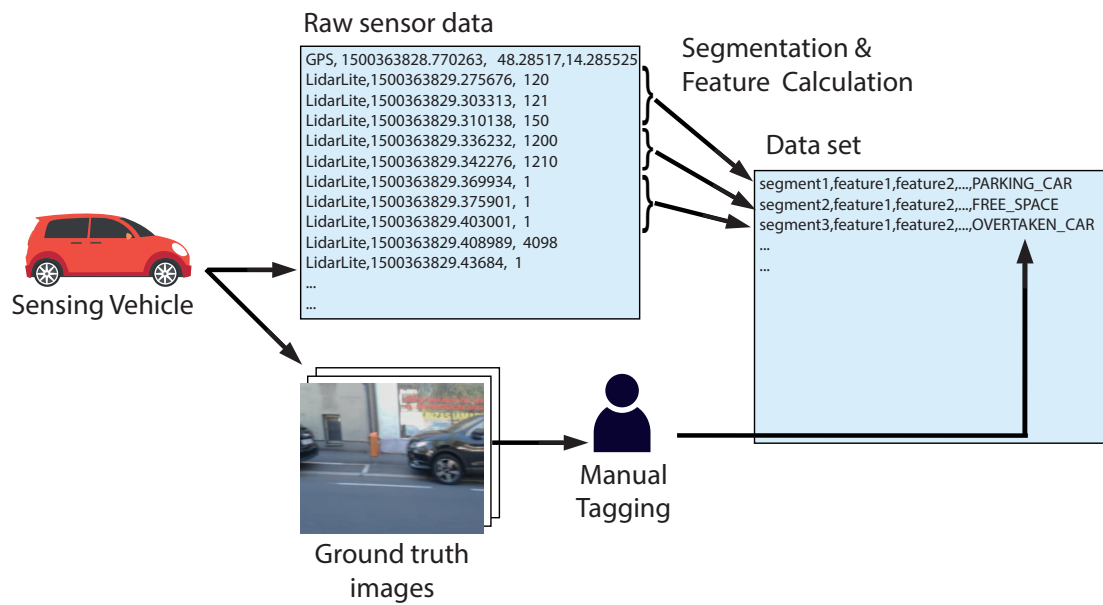 Raw sensor data
GPS, 1500363828.770263, 48.28517,14.285525
LidarLite,1500363829.275676, 120
LidarLite,1500363829.303313, 121
LidarLite,1500363829.310138, 150
LidarLite,1500363829.336232, 1200
LidarLite,1500363829.342276, 1210
LidarLite,1500363829.369934, 1
LidarLite,1500363829.375901, 1
LidarLite,1500363829.403001, 1
LidarLite,1500363829.408989, 4098
LidarLite,1500363829.43684, 1
...
...
Segmentation &
Feature Calculation
Data set
segment1,feature1,feature2,...,PARKING_CAR
segment2,feature1,feature2,...,FREE_SPACE
segment3,feature1,feature2,...,OVERTAKEN_CAR
...
...
Sensing Vehicle
Manual
Tagging
Ground truth
images